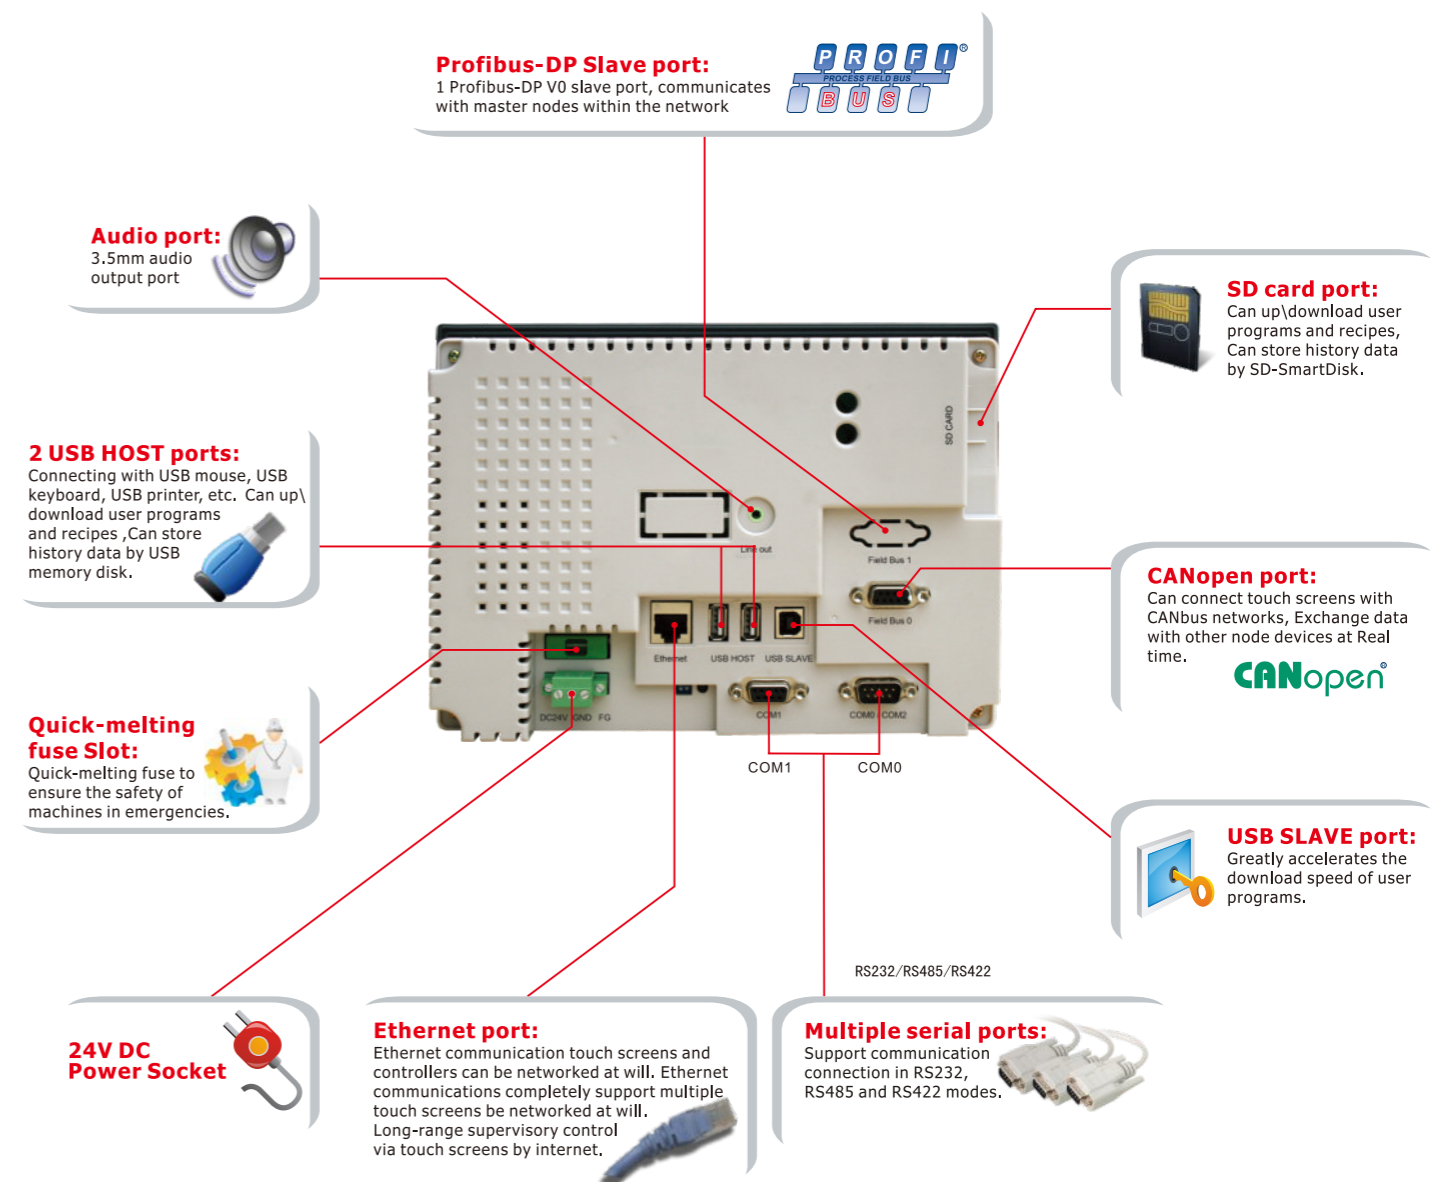 Profibus-DP Slave port:
1 Profibus-DP V0 slave port, communicates
with master nodes within the network
PROFI®
PROCESS FIELD BUS
BUS
Audio port:
3.5mm audio
output port
SD card port:
Can up\download user
programs and recipes,
Can store history data
by SD-SmartDisk.
2 USB HOST ports:
Connecting with USB mouse, USB
keyboard, USB printer, etc. Can up\
download user programs
and recipes ,Can store
history data by USB
memory disk.
SD CARD
Line out
Field Bus 1
Field Bus 0
Ethernet
USB HOST
USB SLAVE
DC24V GND FG
COM1
COM0 COM2
COM1
COM0
CANopen port:
Can connect touch screens with
CANbus networks, Exchange data
with other node devices at Real
time.
CANopen®
Quick-melting
fuse Slot:
Quick-melting fuse to
ensure the safety of
machines in emergencies.
USB SLAVE port:
Greatly accelerates the
download speed of user
programs.
RS232/RS485/RS422
24V DC
Power Socket
Ethernet port:
Ethernet communication touch screens and
controllers can be networked at will. Ethernet
communications completely support multiple
touch screens be networked at will.
Long-range supervisory control
via touch screens by internet.
Multiple serial ports:
Support communication
connection in RS232,
RS485 and RS422 modes.